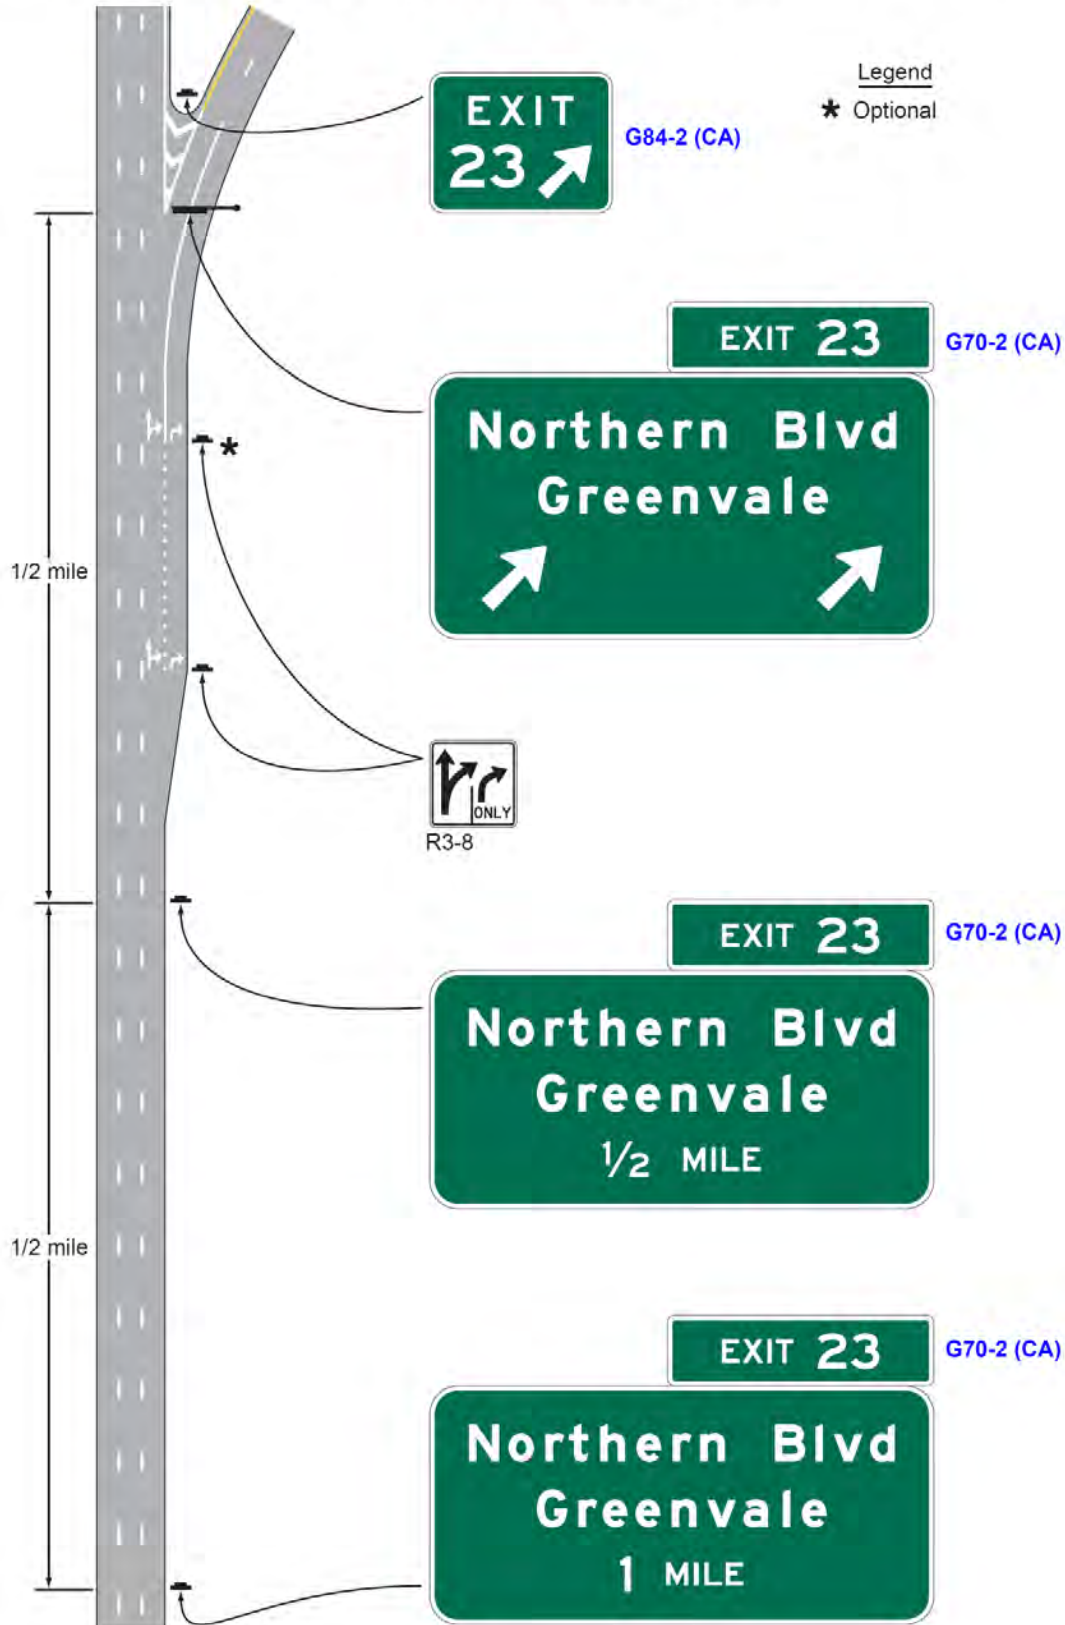 Legend
* Optional
EXIT
23
G84-2 (CA)
EXIT 23
G70-2 (CA)
Northern Blvd
Greenvale
1/2 mile
ONLY
R3-8
EXIT 23
G70-2 (CA)
Northern Blvd
Greenvale
1/2 MILE
1/2 mile
EXIT 23
G70-2 (CA)
Northern Blvd
Greenvale
1 MILE